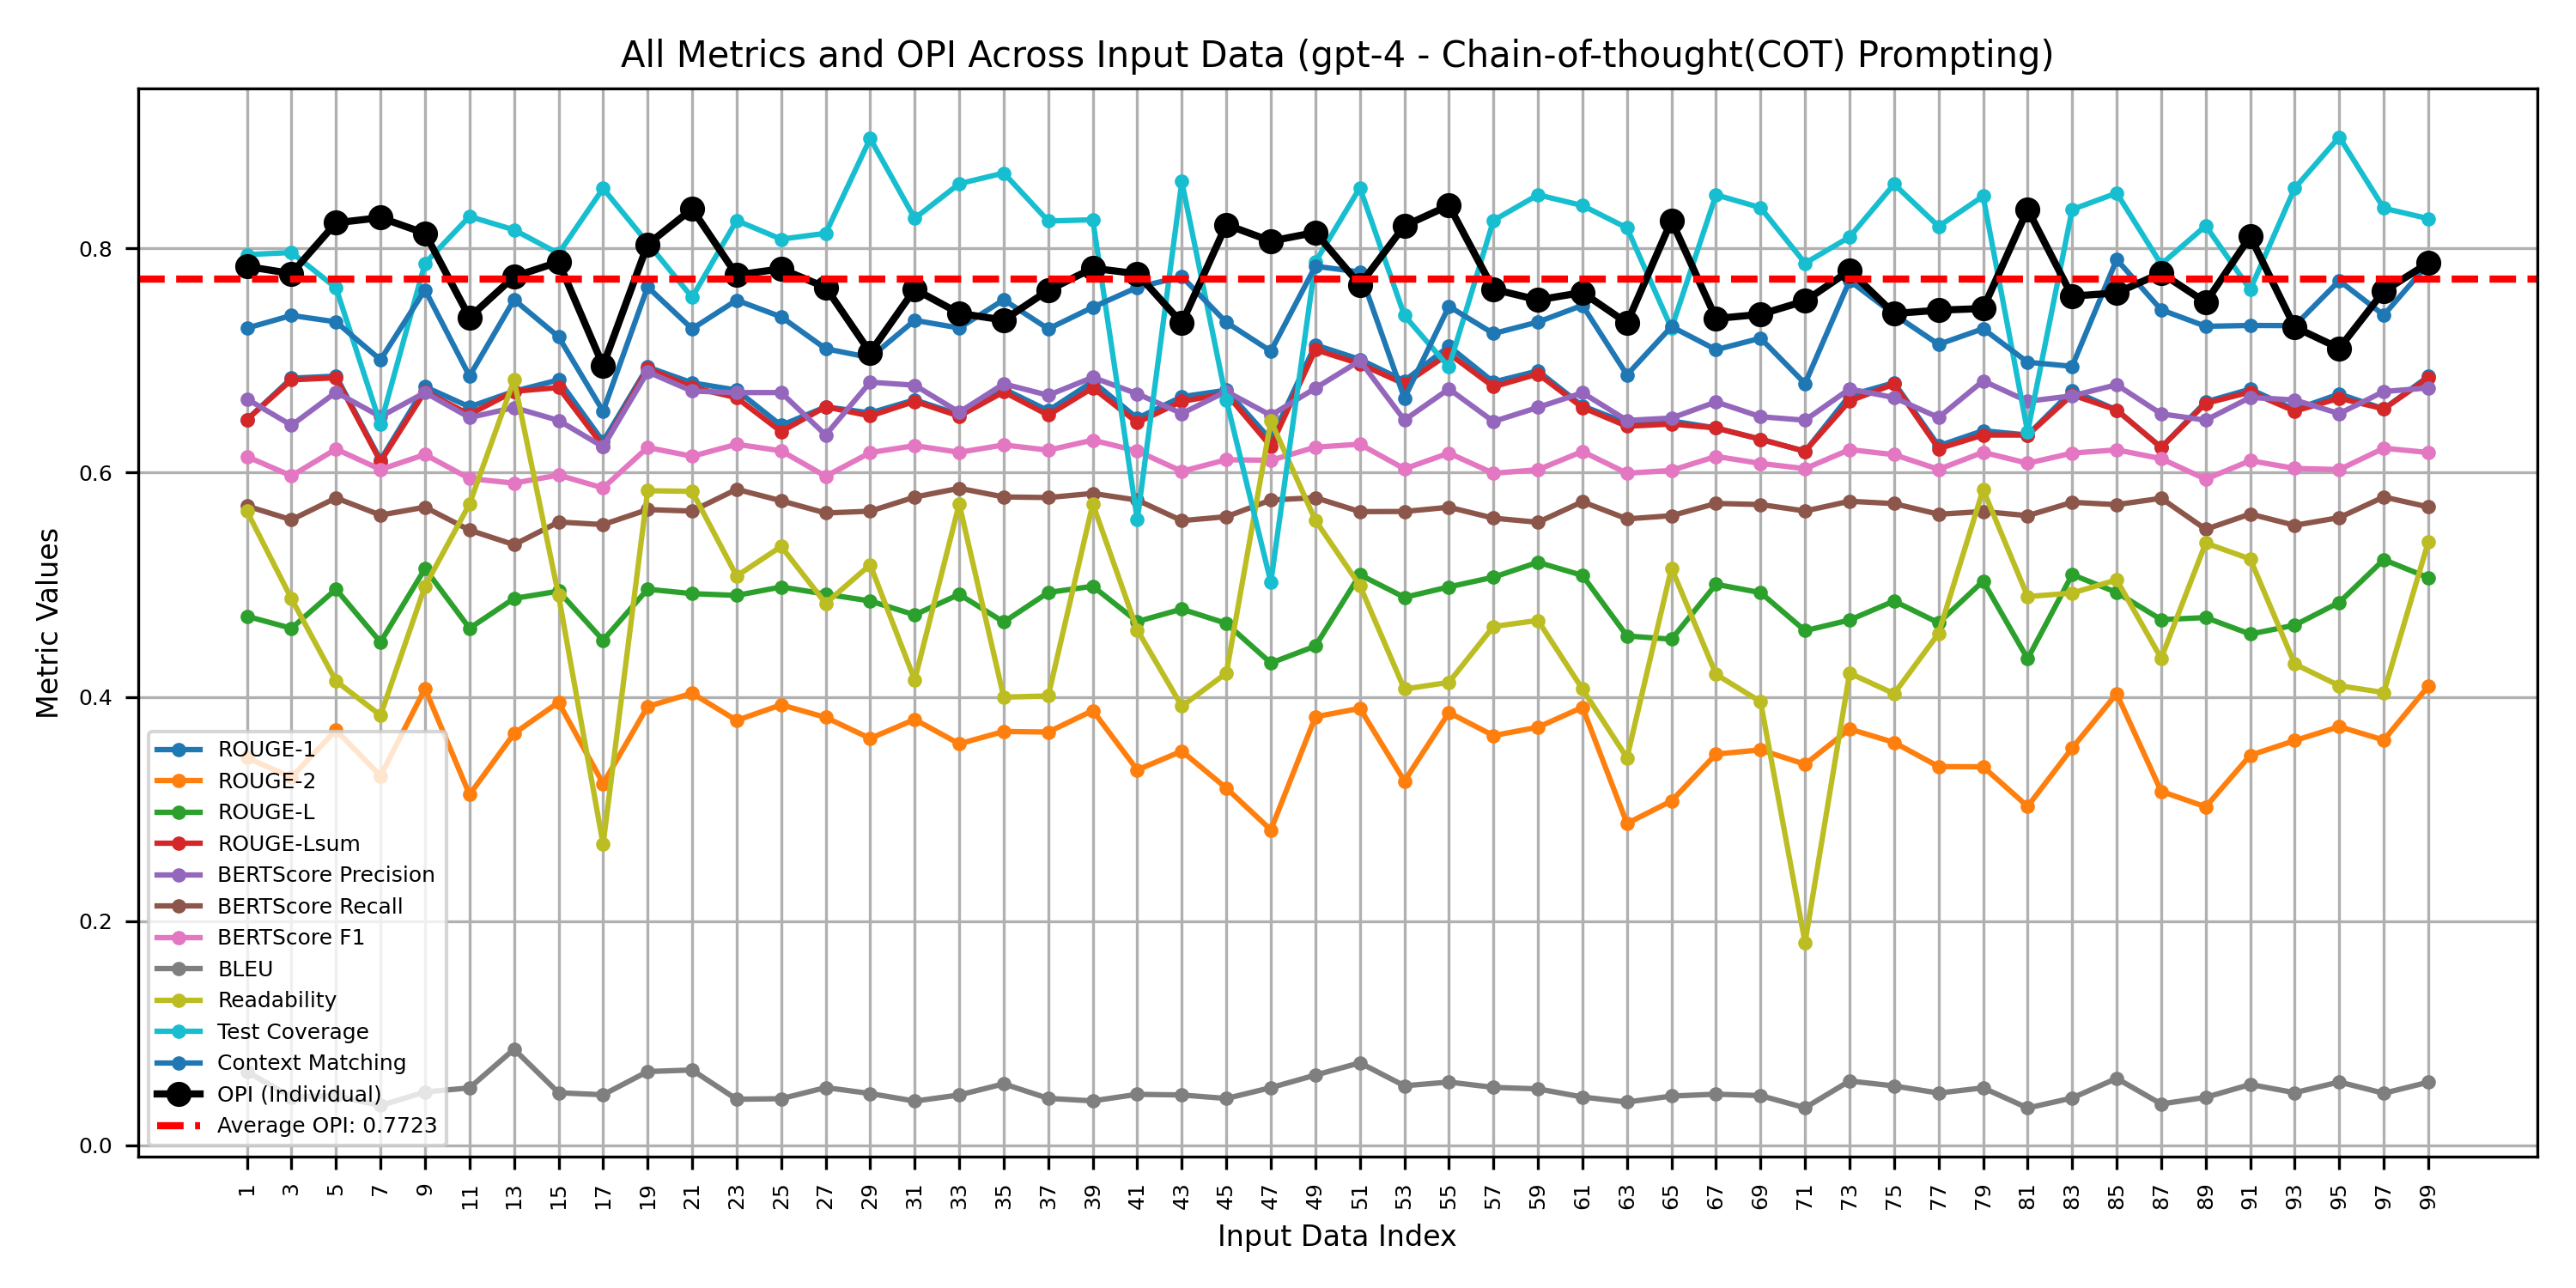 All Metrics and OPI Across Input Data (gpt-4 - Chain-of-thought(COT) Prompting)
Metric Values
0.8
0.6
0.4
0.2
0.0
ROUGE-1
ROUGE-2
ROUGE-L
ROUGE-Lsum
BERTScore Precision
BERTScore Recall
BERTScore F1
BLEU
Readability
Test Coverage
Context Matching
OPI (Individual)
Average OPI: 0.7723
1 3 5 7 9 11 13 15 17 19 21 23 25 27 29 31 33 35 37 39 41 43 45 47 49 51 53 55 57 59 61 63 65 67 69 71 73 75 77 79 81 83 85 87 89 91 93 95 97 99
Input Data Index